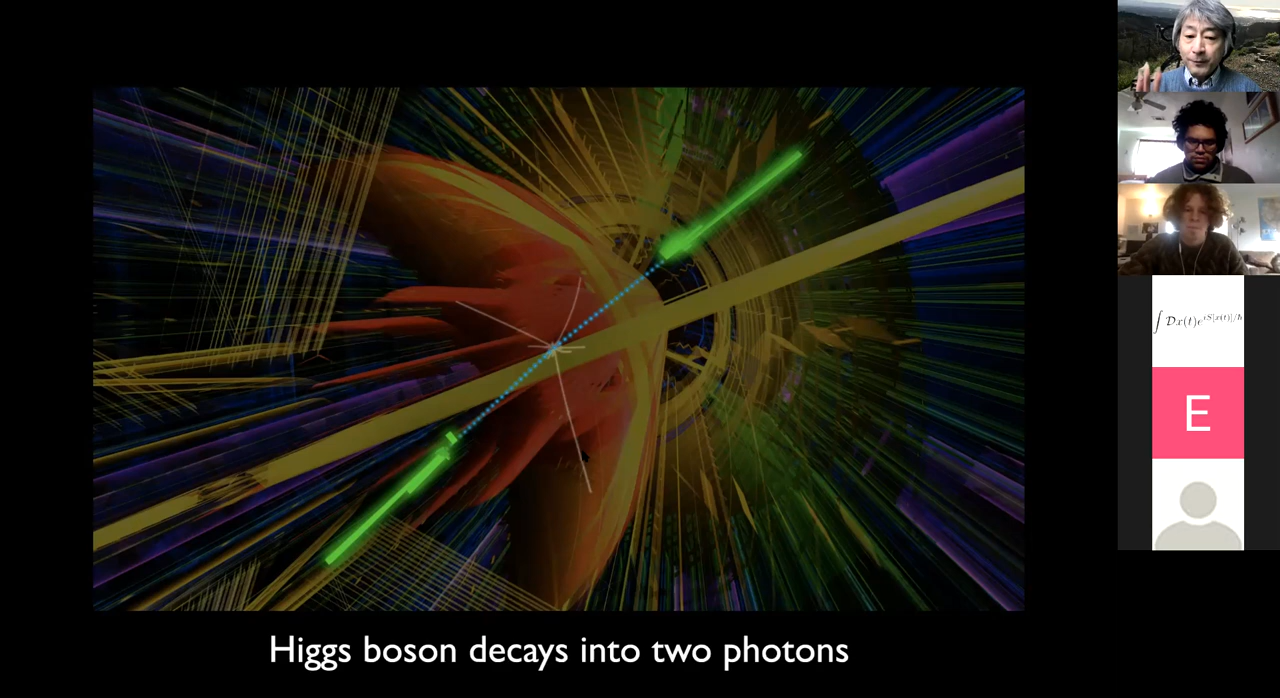 ∫ 𝒟x(t)e^{iS[x(t)]/ħ}
E
Higgs boson decays into two photons